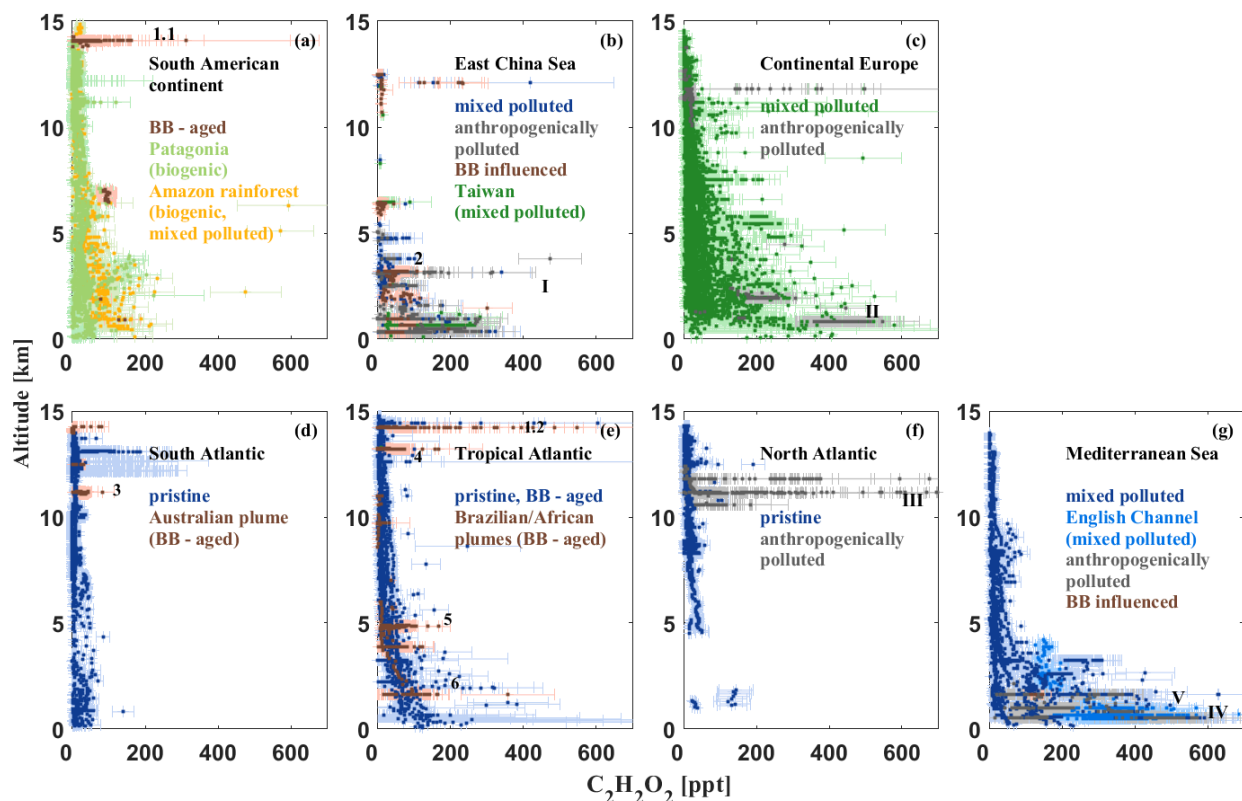 15
10
5
0
0
200
400
600
1.1
(a)
South American
continent
BB - aged
Patagonia
(biogenic)
Amazon rainforest
(biogenic,
mixed polluted)
15
10
5
0
0
200
400
600
(b)
East China Sea
mixed polluted
anthropogenically
polluted
BB influenced
Taiwan
(mixed polluted)
2
I
15
10
5
0
0
200
400
600
(c)
Continental Europe
mixed polluted
anthropogenically
polluted
II
Altitude [km]
15
10
5
0
0
200
400
600
(d)
South Atlantic
pristine
Australian plume
(BB - aged)
3
15
10
5
0
0
200
400
600
1.2
(e)
4
Tropical Atlantic
pristine, BB - aged
Brazilian/African
plumes (BB - aged)
5
6
15
10
5
0
0
200
400
600
(f)
North Atlantic
III
pristine
anthropogenically
polluted
15
10
5
0
0
200
400
600
(g)
Mediterranean Sea
mixed polluted
English Channel
(mixed polluted)
anthropogenically
polluted
BB influenced
V
IV
C2H2O2 [ppt]